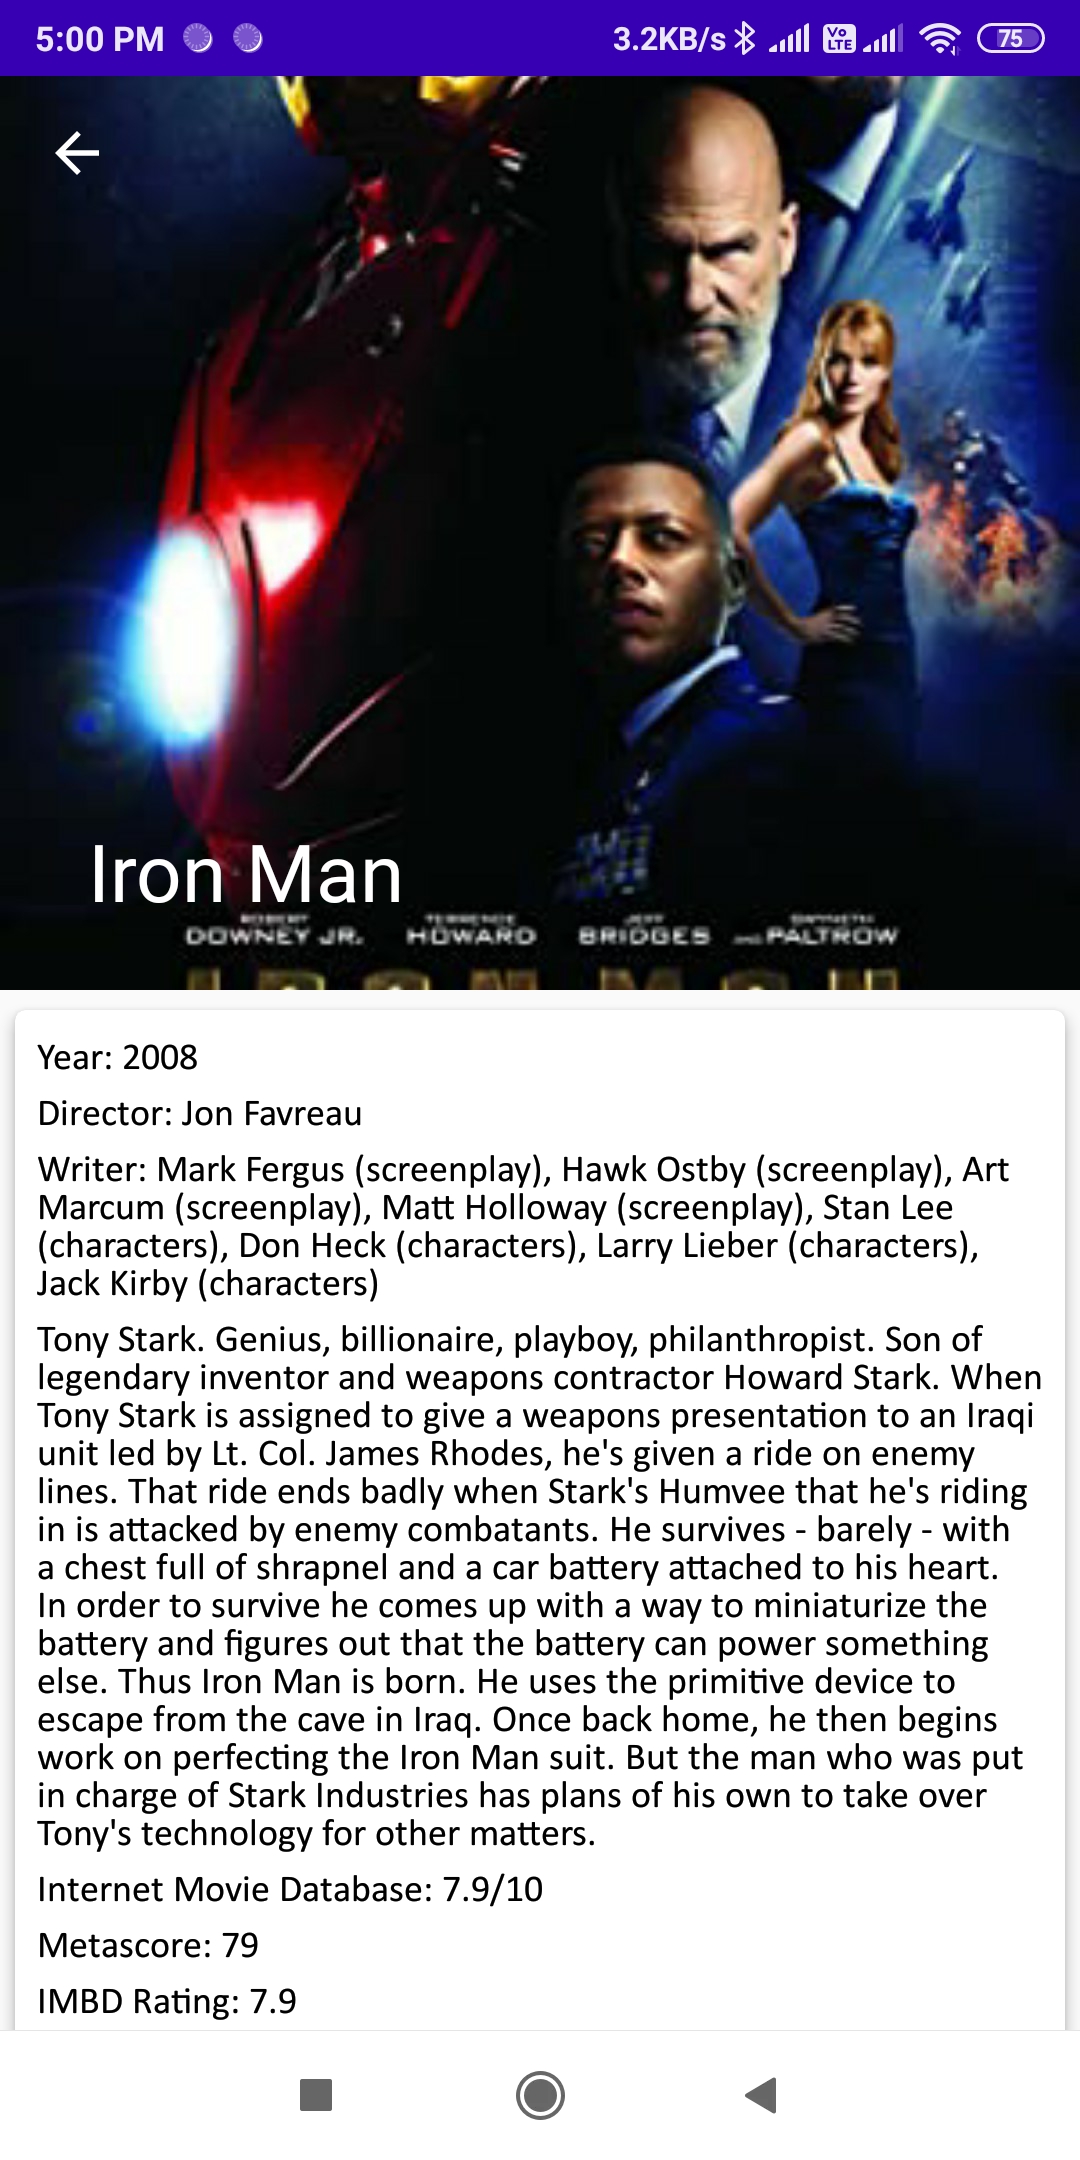 5:00 PM 3.2KB/s Vo LTE 75
Iron Man
ROBERT TERRENCE JEFF GWYNETH
DOWNEY JR. HOWARD BRIDGES AND PALTROW
IRON MAN
Year: 2008
Director: Jon Favreau
Writer: Mark Fergus (screenplay), Hawk Ostby (screenplay), Art
Marcum (screenplay), Matt Holloway (screenplay), Stan Lee
(characters), Don Heck (characters), Larry Lieber (characters),
Jack Kirby (characters)
Tony Stark. Genius, billionaire, playboy, philanthropist. Son of
legendary inventor and weapons contractor Howard Stark. When
Tony Stark is assigned to give a weapons presentation to an Iraqi
unit led by Lt. Col. James Rhodes, he's given a ride on enemy
lines. That ride ends badly when Stark's Humvee that he's riding
in is attacked by enemy combatants. He survives - barely - with
a chest full of shrapnel and a car battery attached to his heart.
In order to survive he comes up with a way to miniaturize the
battery and figures out that the battery can power something
else. Thus Iron Man is born. He uses the primitive device to
escape from the cave in Iraq. Once back home, he then begins
work on perfecting the Iron Man suit. But the man who was put
in charge of Stark Industries has plans of his own to take over
Tony's technology for other matters.
Internet Movie Database: 7.9/10
Metascore: 79
IMBD Rating: 7.9